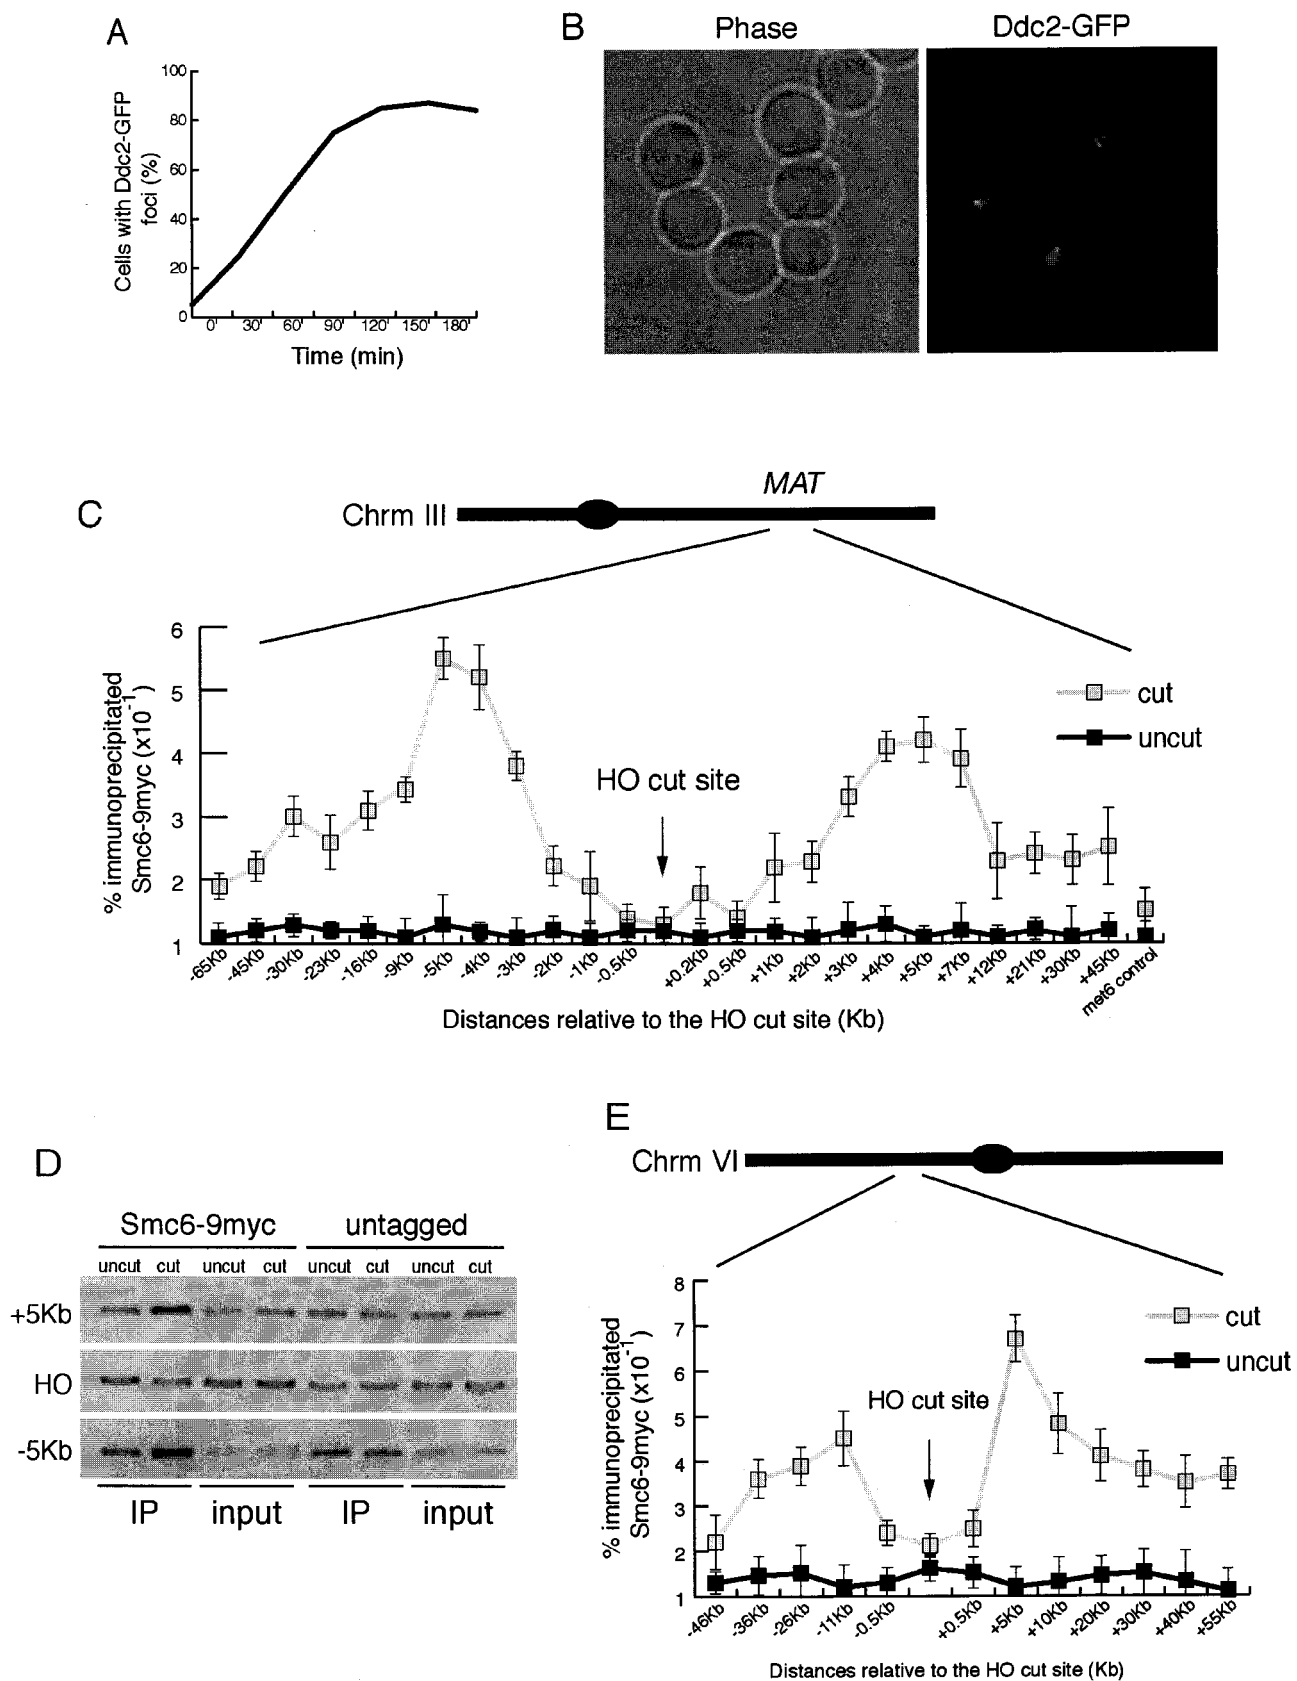 A
100
80
60
40
20
0
Cells with Ddc2-GFP
foci (%)
0' 30' 60' 90' 120' 150' 180'
Time (min)
B
Phase Ddc2-GFP
C
MAT
Chrm III
6
5
4
3
2
1
% immunoprecipitated
Smc6-9myc (x10-1)
HO cut site
cut
uncut
-65Kb -45Kb -30Kb -23Kb -16Kb -9Kb -5Kb -4Kb -3Kb -2Kb -1Kb -0.5Kb +0.2Kb +0.5Kb +1Kb +2Kb +3Kb +4Kb +5Kb +7Kb +12Kb +21Kb +30Kb +45Kb met6 control
Distances relative to the HO cut site (Kb)
D
Smc6-9myc untagged
uncut cut uncut cut uncut cut uncut cut
+5Kb
HO
-5Kb
IP input IP input
E
Chrm VI
8
7
6
5
4
3
2
1
% immunoprecipitated
Smc6-9myc (x10-1)
HO cut site
cut
uncut
-46Kb -36Kb -26Kb -11Kb -0.5Kb +0.5Kb +5Kb +10Kb +20Kb +30Kb +40Kb +55Kb
Distances relative to the HO cut site (Kb)